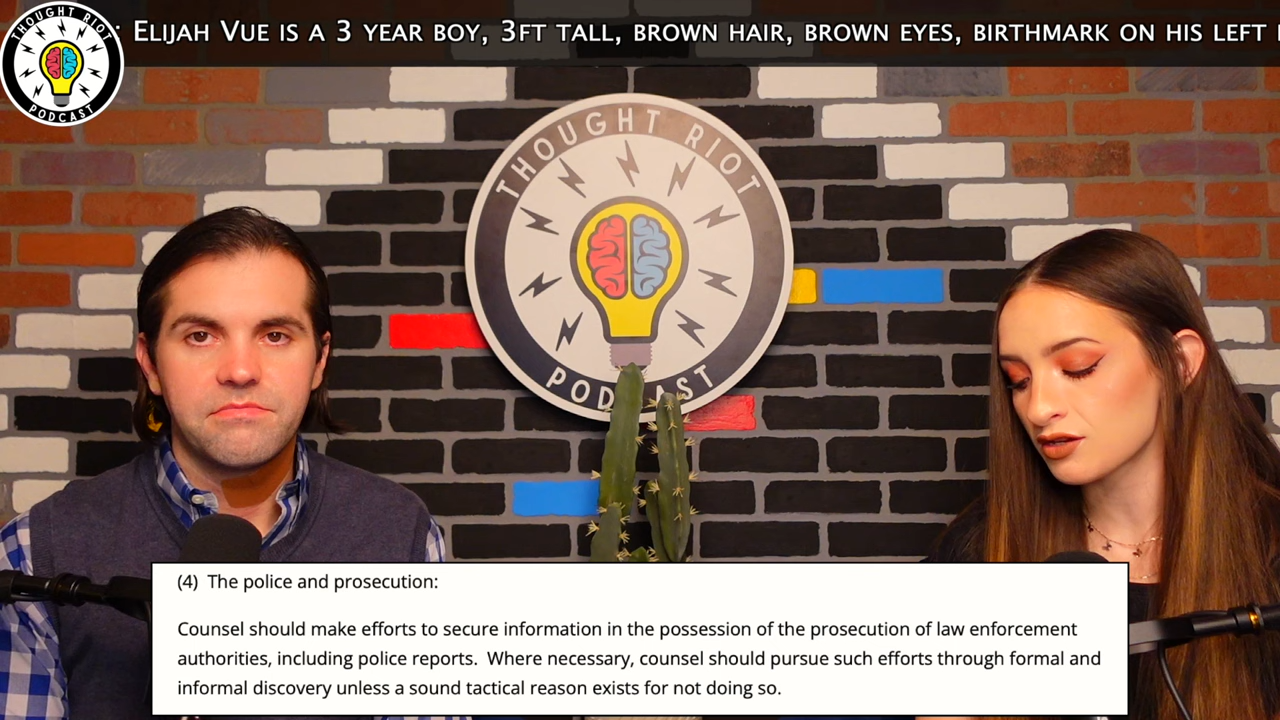 THOUGHT RIOT
PODCAST
: ELIJAH VUE IS A 3 YEAR BOY, 3FT TALL, BROWN HAIR, BROWN EYES, BIRTHMARK ON HIS LEFT
THOUGHT RIOT
PODCAST
(4) The police and prosecution:
Counsel should make efforts to secure information in the possession of the prosecution of law enforcement
authorities, including police reports. Where necessary, counsel should pursue such efforts through formal and
informal discovery unless a sound tactical reason exists for not doing so.